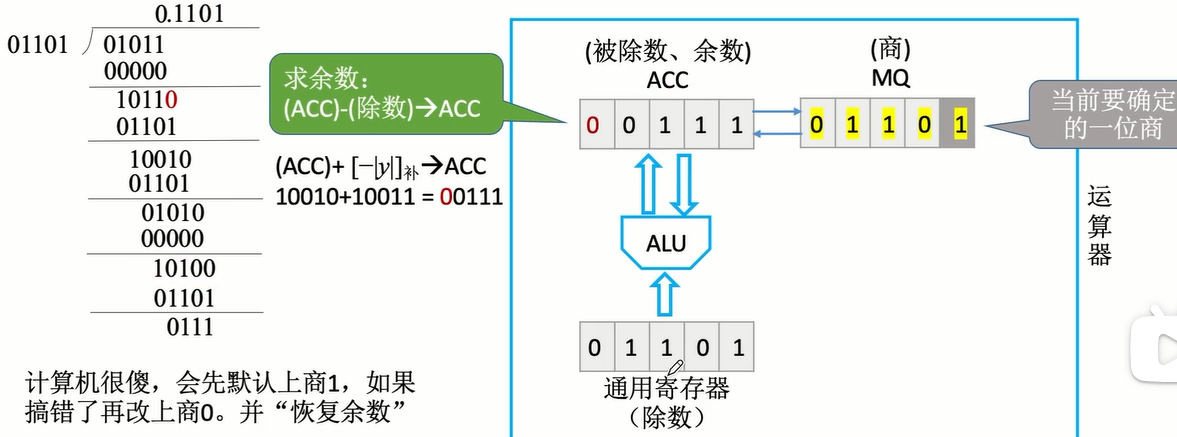 0.1101
01101
01011
00000
10110
01101
10010
01101
01010
00000
10100
01101
0111
计算机很傻，会先默认上商1，如果
搞错了再改上商0。并“恢复余数”
求余数：
(ACC)-(除数)→ACC
(ACC)+ [−|y|]补→ACC
10010+10011 = 00111
(被除数、余数)
ACC
0 0 1 1 1
(商)
MQ
0 1 1 0 1
当前要确定
的一位商
ALU
0 1 1 0 1
通用寄存器
（除数）
运
算
器